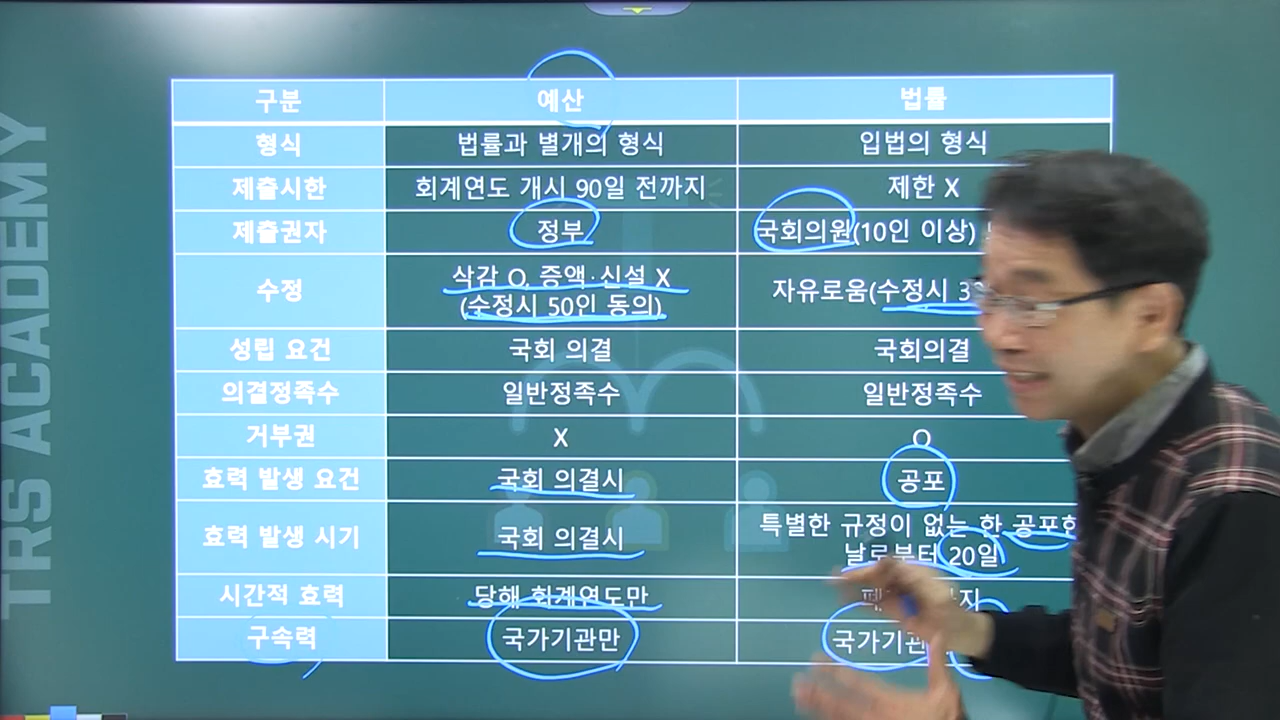 구분 예산 법률
형식 법률과 별개의 형식 입법의 형식
제출시한 회계연도 개시 90일 전까지 제한 X
제출권자 정부 국회의원(10인 이상)
수정 삭감 O, 증액·신설 X
(수정시 50인 동의) 자유로움(수정시
성립 요건 국회 의결 국회의결
의결정족수 일반정족수 일반정족수
거부권 X O
효력 발생 요건 국회 의결시 공포
효력 발생 시기 국회 의결시 특별한 규정이 없는 한 공포한
날로부터 20일
시간적 효력 당해 회계연도만
구속력 국가기관만 국가기관
TRS ACADEMY